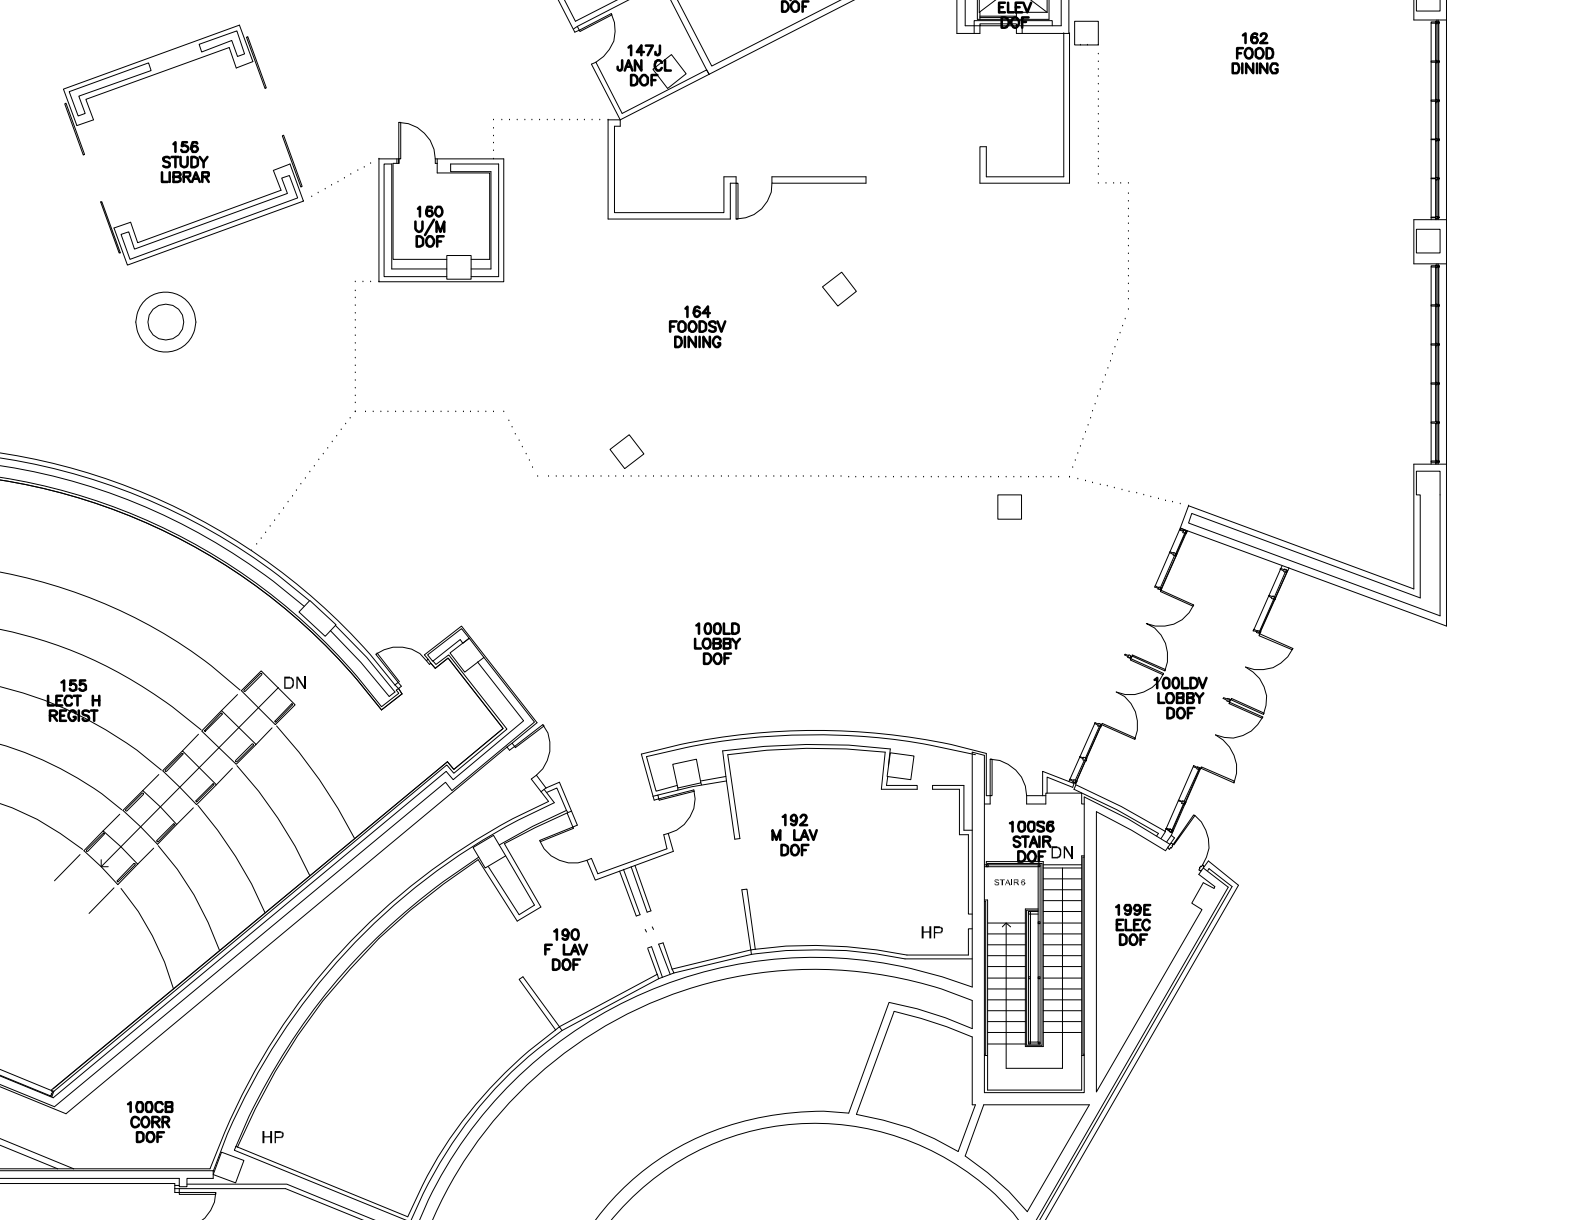 DOF
ELEV
DOF
162
FOOD
DINING
147J
JAN CL
DOF
156
STUDY
LIBRAR
160
U/M
DOF
164
FOODSV
DINING
100LD
LOBBY
DOF
155
LECT H
REGIST
DN
100LDV
LOBBY
DOF
192
M LAV
DOF
100S6
STAIR
DOF
DN
STAIR 6
199E
ELEC
DOF
HP
190
F LAV
DOF
100CB
CORR
DOF
HP